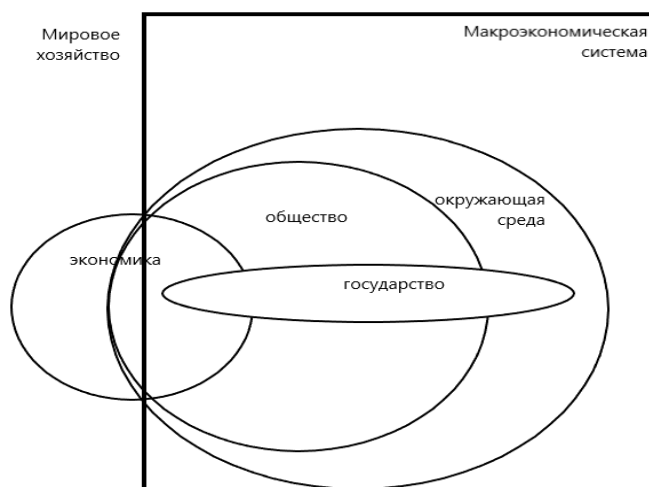 Мировое
хозяйство
Макроэкономическая
система
общество
окружающая
среда
экономика
государство